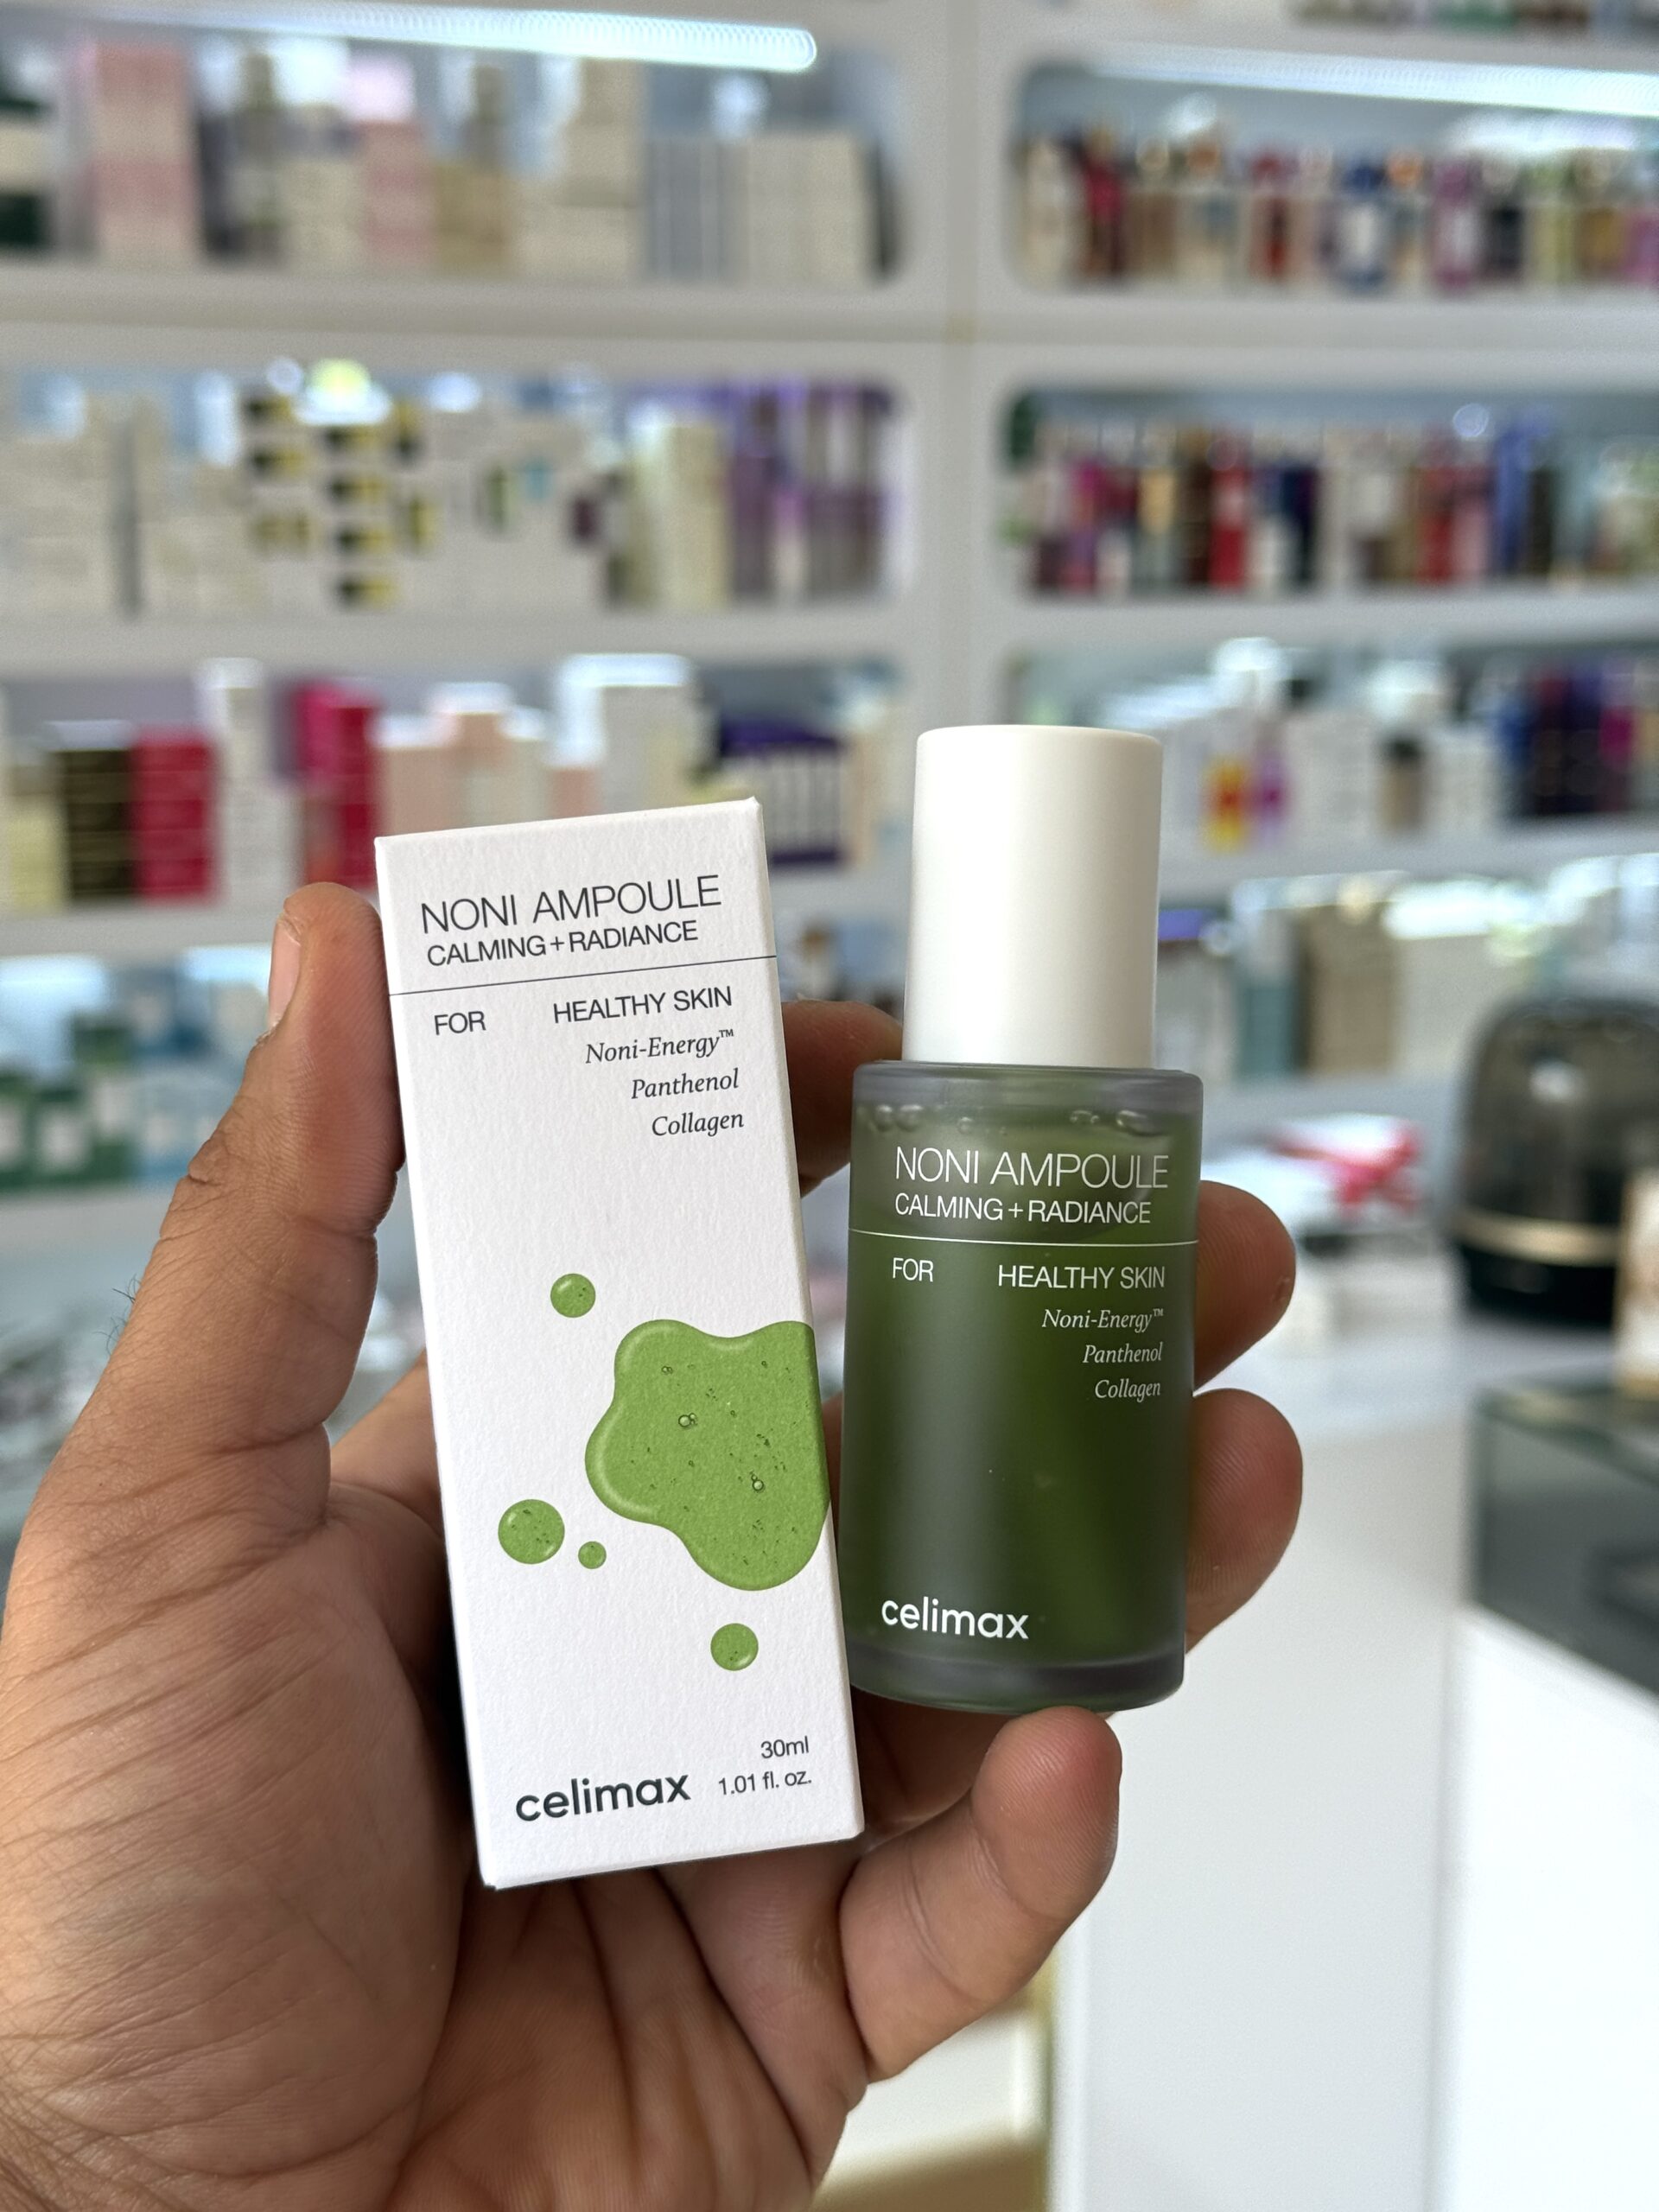 NONI AMPOULE
CALMING+RADIANCE
FOR HEALTHY SKIN
Noni-Energy™
Panthenol
Collagen
30ml
celimax 1.01 fl. oz.
NONI AMPOULE
CALMING+RADIANCE
FOR HEALTHY SKIN
Noni-Energy™
Panthenol
Collagen
celimax